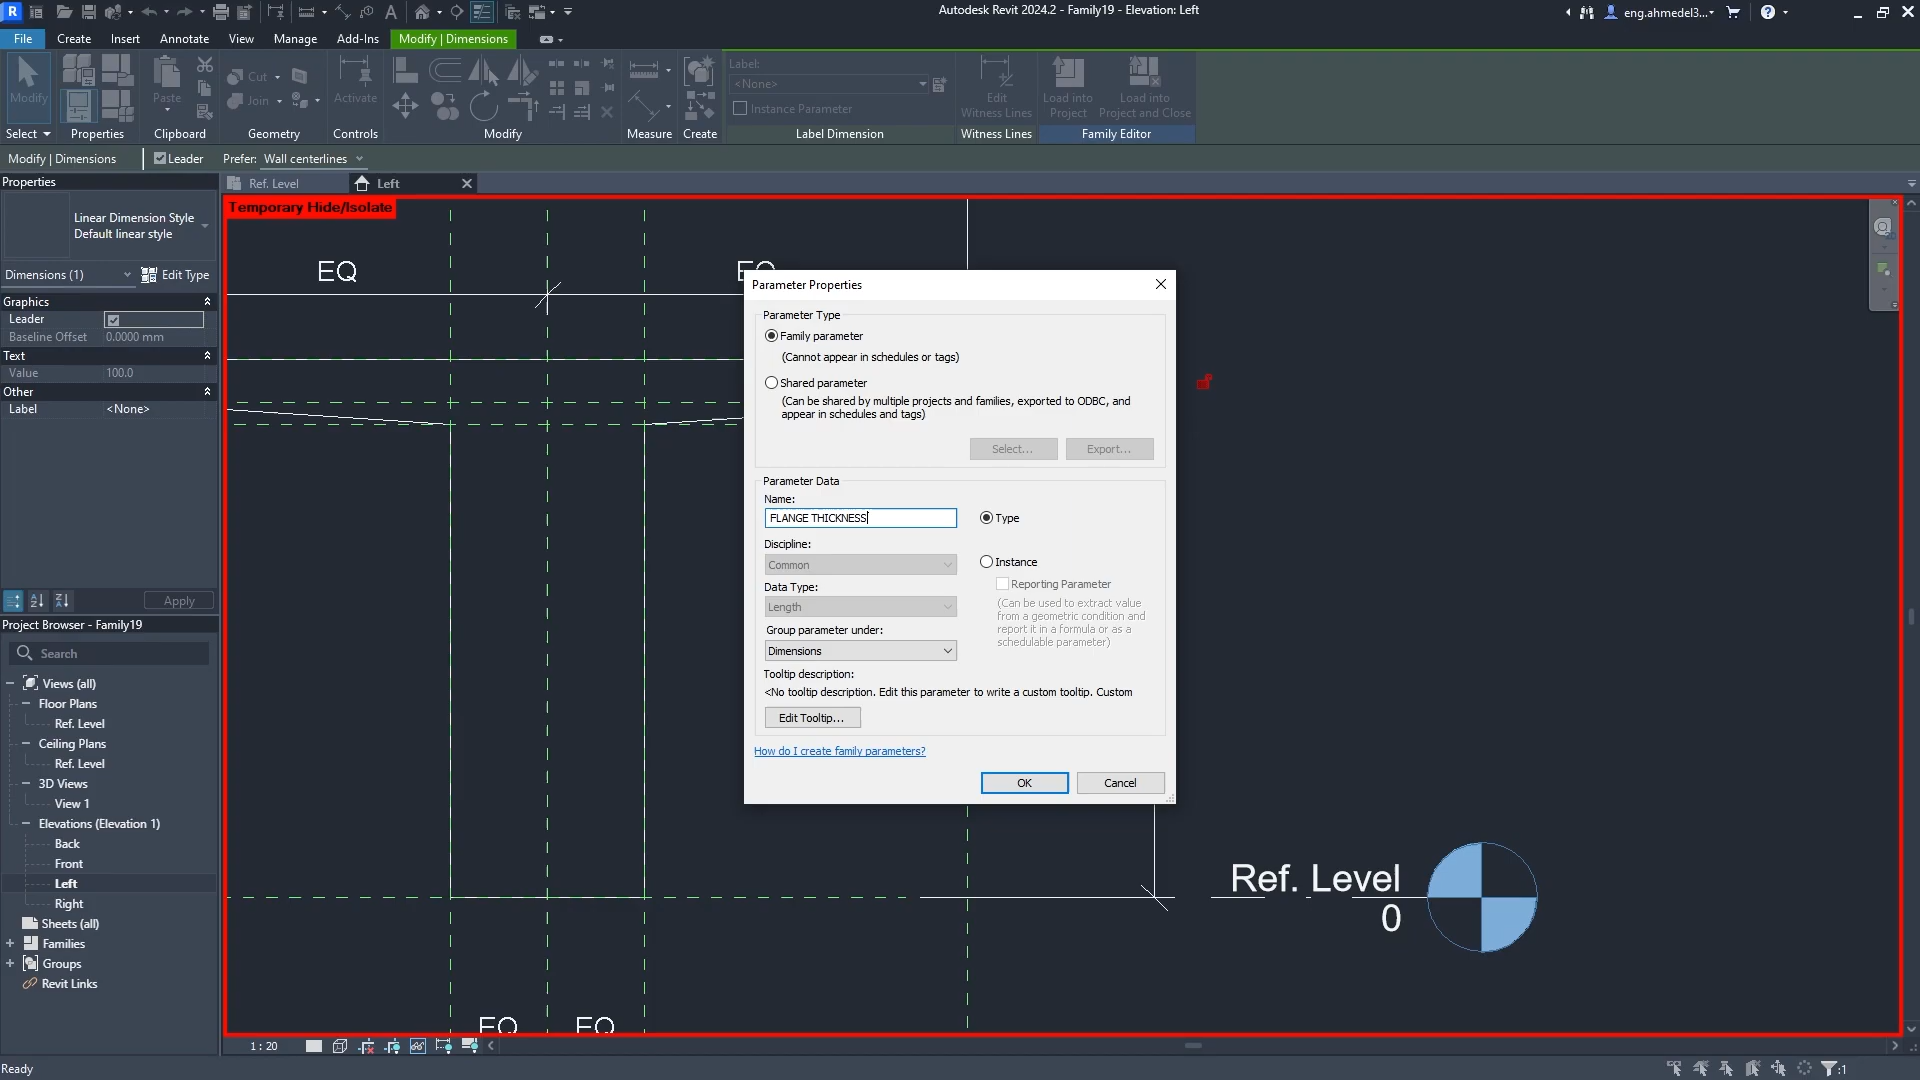 Autodesk Revit 2024.2 - Family19 - Elevation: Left
eng.ahmedel3...
File
Create
Insert
Annotate
View
Manage
Add-Ins
Modify | Dimensions
Modify
Select
Properties
Paste
Clipboard
Cut
Join
Geometry
Activate
Controls
Modify
Measure
Create
Label:
<None>
Instance Parameter
Label Dimension
Edit
Witness Lines
Witness Lines
Load into
Project
Load into
Project and Close
Family Editor
Modify | Dimensions
Leader
Prefer:
Wall centerlines
Properties
Linear Dimension Style
Default linear style
Dimensions (1)
Edit Type
Graphics
Leader
Baseline Offset
0.0000 mm
Text
Value
100.0
Other
Label
<None>
Apply
Project Browser - Family19
Search
Views (all)
Floor Plans
Ref. Level
Ceiling Plans
Ref. Level
3D Views
View 1
Elevations (Elevation 1)
Back
Front
Left
Right
Sheets (all)
Families
Groups
Revit Links
Ready
Ref. Level
Left
Temporary Hide/Isolate
EQ
EQ
Parameter Properties
Parameter Type
Family parameter
(Cannot appear in schedules or tags)
Shared parameter
(Can be shared by multiple projects and families, exported to ODBC, and
appear in schedules and tags)
Select...
Export...
Parameter Data
Name:
FLANGE THICKNESS
Type
Discipline:
Common
Instance
Data Type:
Length
Reporting Parameter
(Can be used to extract value
from a geometric condition and
report it in a formula or as a
schedulable parameter)
Group parameter under:
Dimensions
Tooltip description:
<No tooltip description. Edit this parameter to write a custom tooltip. Custom
Edit Tooltip...
How do I create family parameters?
OK
Cancel
Ref. Level
0
EQ
EQ
1 : 20
:1